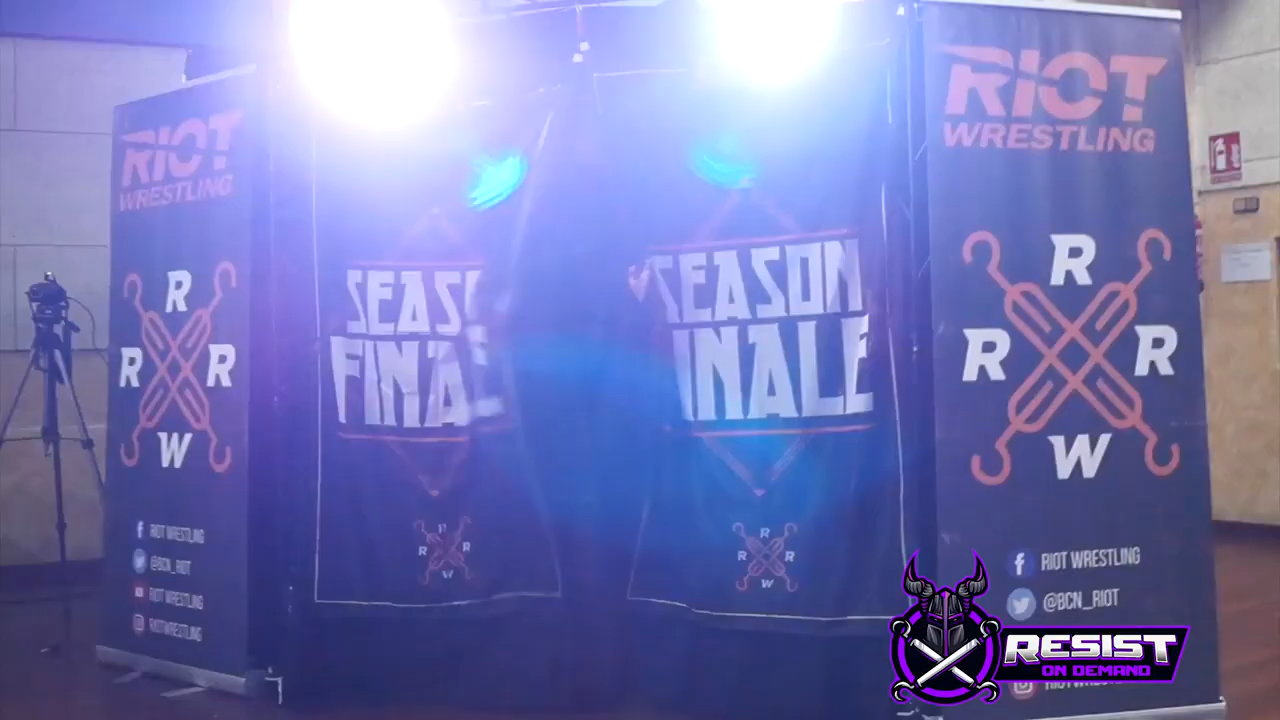 RIOT
WRESTLING
R
R R
W
RIOT WRESTLING
@BCN_RIOT
RIOT WRESTLING
RIOTWRESTLING
SEASON
FINALE
R
R R
W
SEASON
FINALE
R
R R
W
RIOT
WRESTLING
R
R R
W
RIOT WRESTLING
@BCN_RIOT
RESIST
ON DEMAND